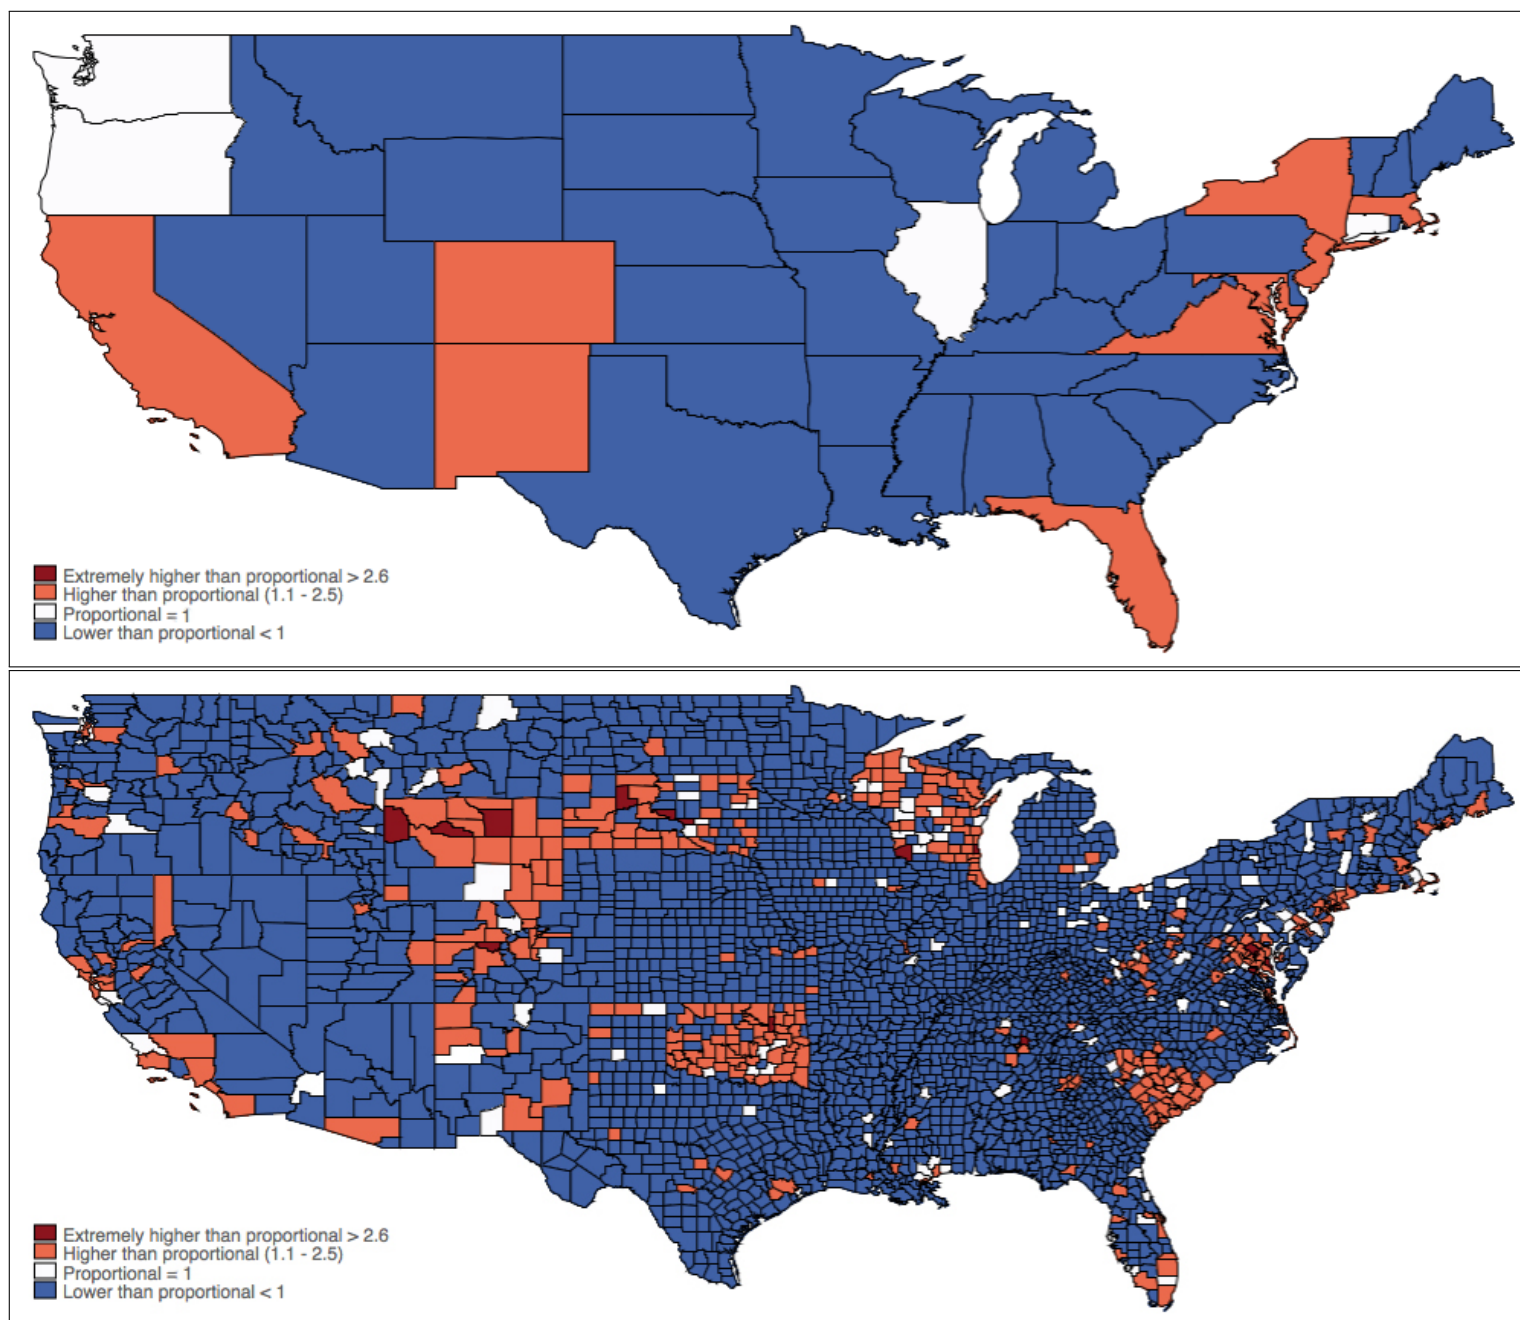 Extremely higher than proportional > 2.6
Higher than proportional (1.1 - 2.5)
Proportional = 1
Lower than proportional < 1
Extremely higher than proportional > 2.6
Higher than proportional (1.1 - 2.5)
Proportional = 1
Lower than proportional < 1